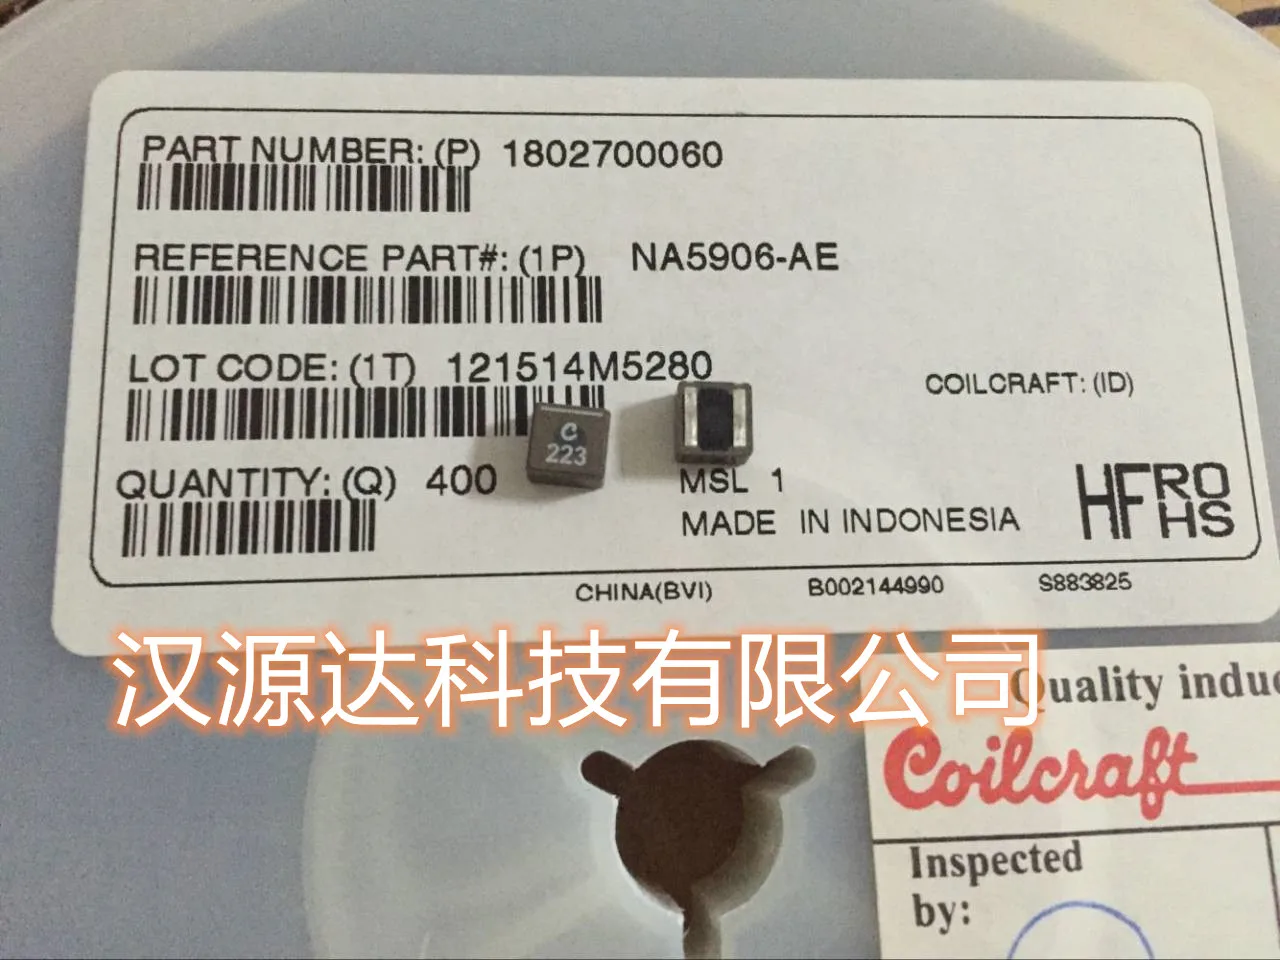 PART NUMBER: (P) 1802700060
REFERENCE PART#: (1P) NA5906-AE
LOT CODE: (1T) 121514M5280
COILCRAFT: (ID)
C
223
QUANTITY: (Q) 400
MSL 1
MADE IN INDONESIA
HF RO
HS
CHINA(BVI) B002144990 S883825
汉源达科技有限公司
Quality induc
Coilcraft
Inspected
by: